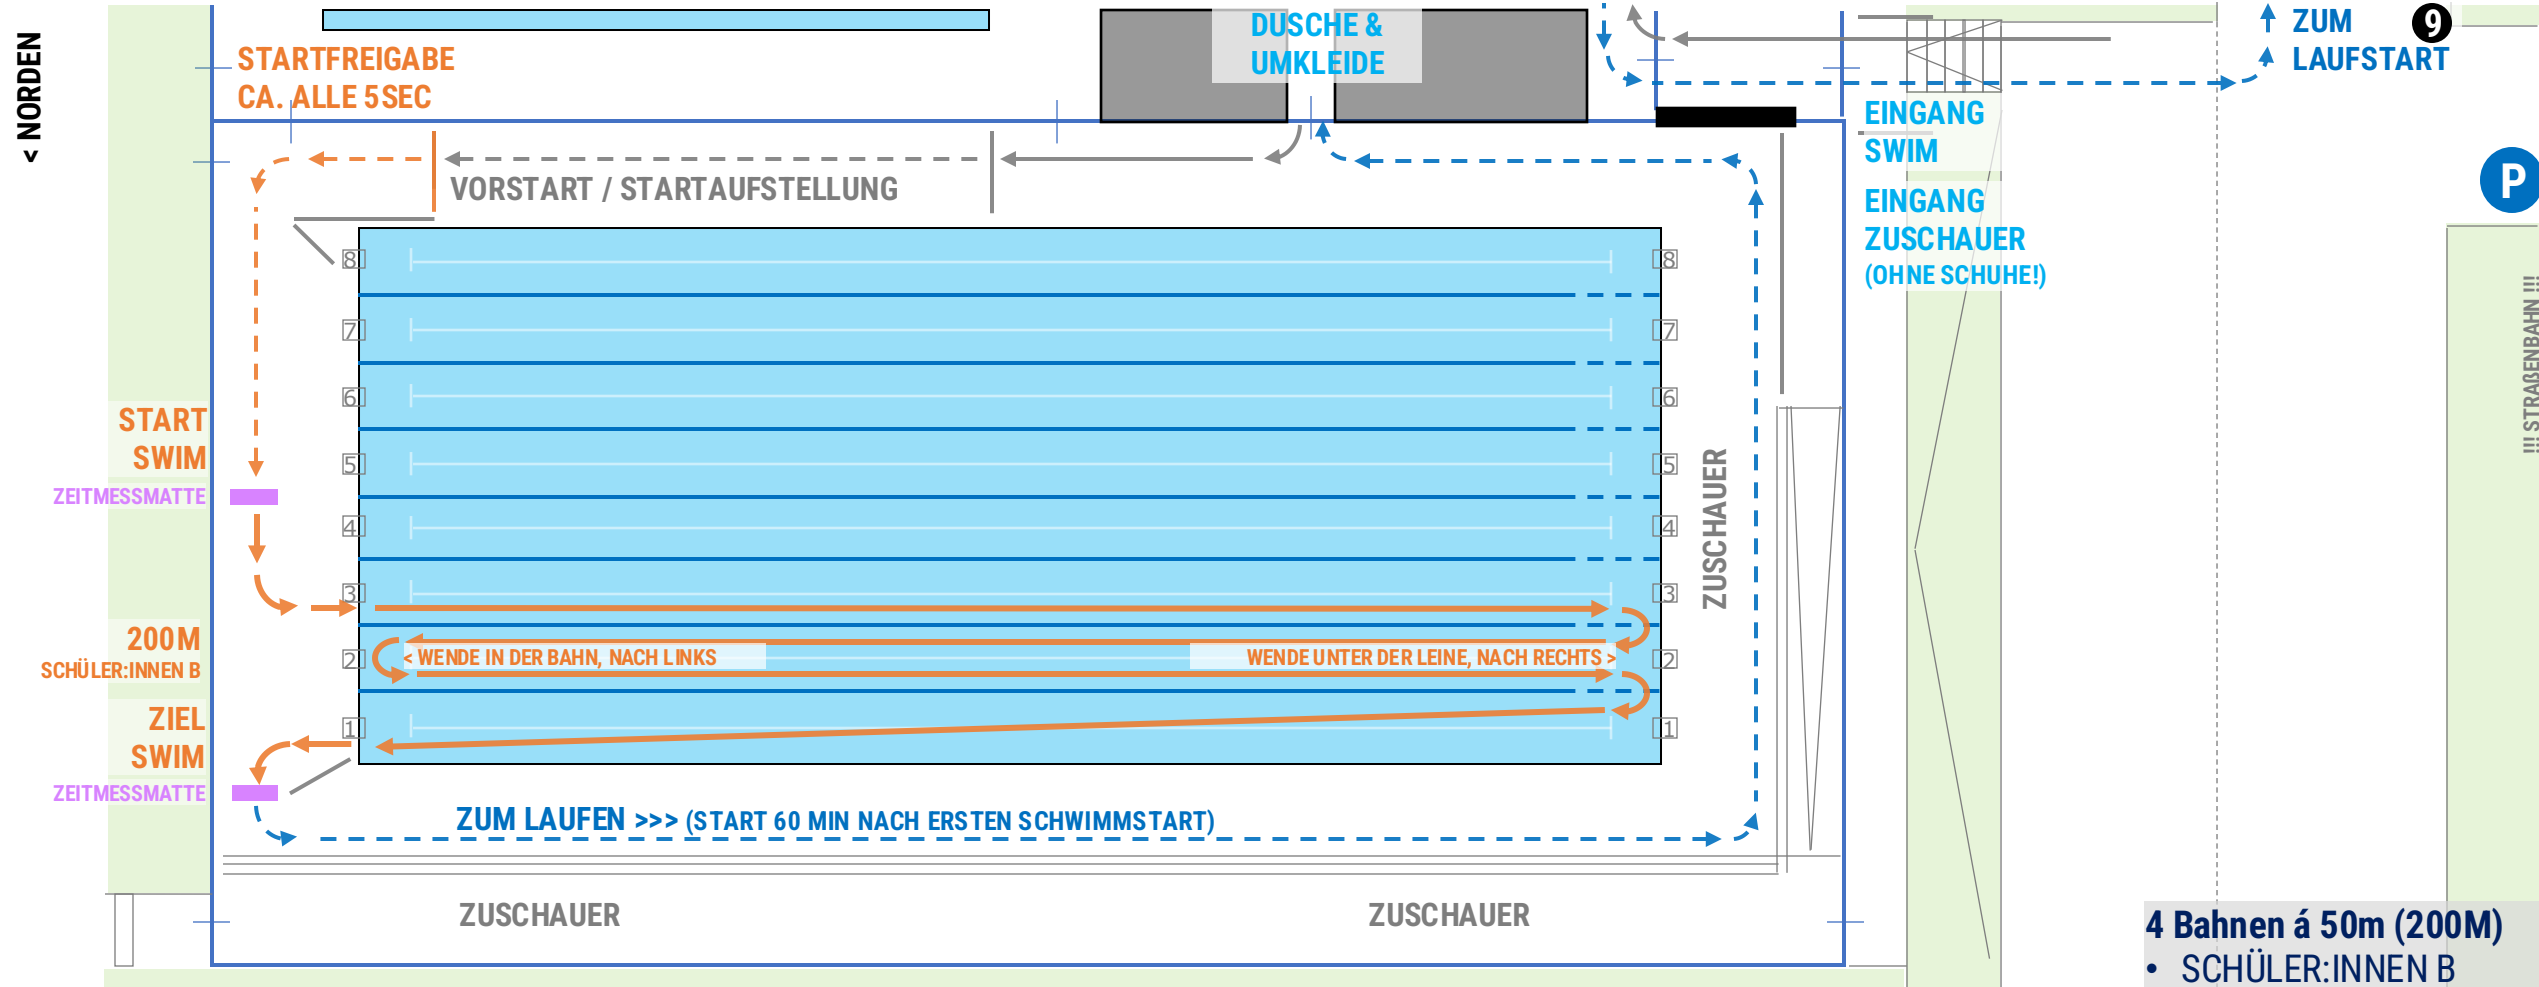 < NORDEN
STARTFREIGABE
CA. ALLE 5 SEC
DUSCHE &
UMKLEIDE
ZUM
LAUFSTART
9
EINGANG
SWIM
EINGANG
ZUSCHAUER
(OHNE SCHUHE!)
P
!!! STRAßENBAHN !!!
VORSTART / STARTAUFSTELLUNG
8
8
7
7
6
6
5
5
4
4
3
3
2
2
1
1
START
SWIM
ZEITMESSMATTE
200 M
SCHÜLER:INNEN B
< WENDE IN DER BAHN, NACH LINKS
WENDE UNTER DER LEINE, NACH RECHTS >
ZUSCHAUER
ZIEL
SWIM
ZEITMESSMATTE
ZUM LAUFEN >>> (START 60 MIN NACH ERSTEN SCHWIMMSTART)
ZUSCHAUER
ZUSCHAUER
4 Bahnen á 50m (200M)
• SCHÜLER:INNEN B